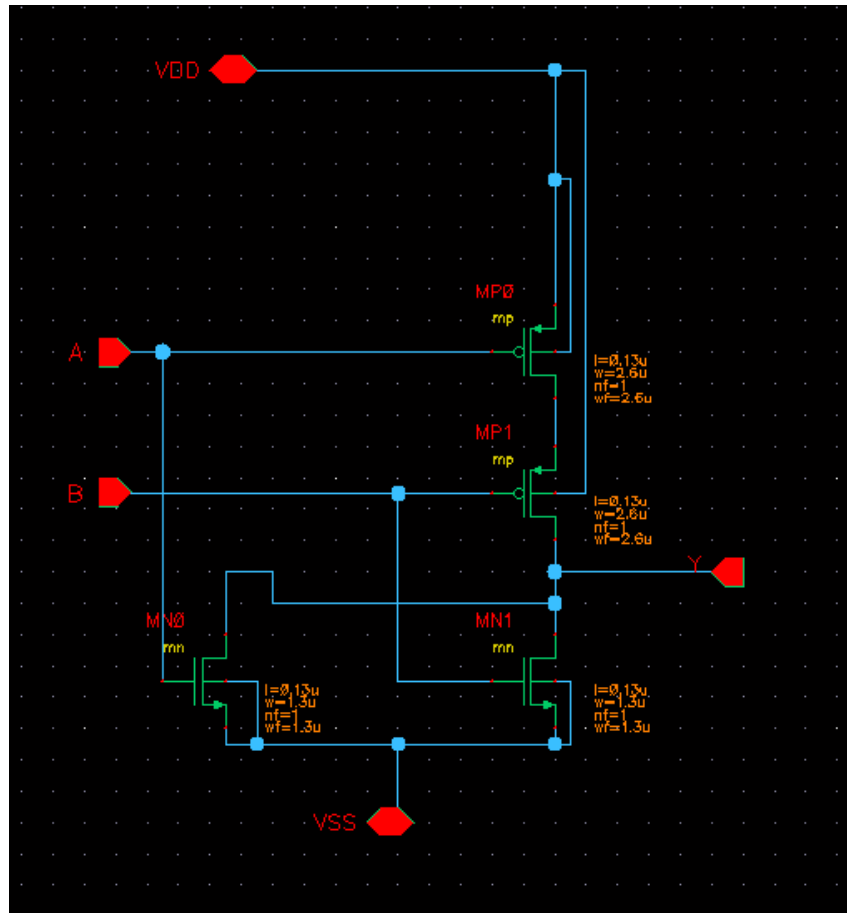 VDD
MP0
mp
A
l=0.13u
w=2.6u
nf=1
wf=2.6u
MP1
mp
B
l=0.13u
w=2.6u
nf=1
wf=2.6u
Y
MN0
mn
MN1
mn
l=0.13u
w=1.3u
nf=1
wf=1.3u
l=0.13u
w=1.3u
nf=1
wf=1.3u
VSS